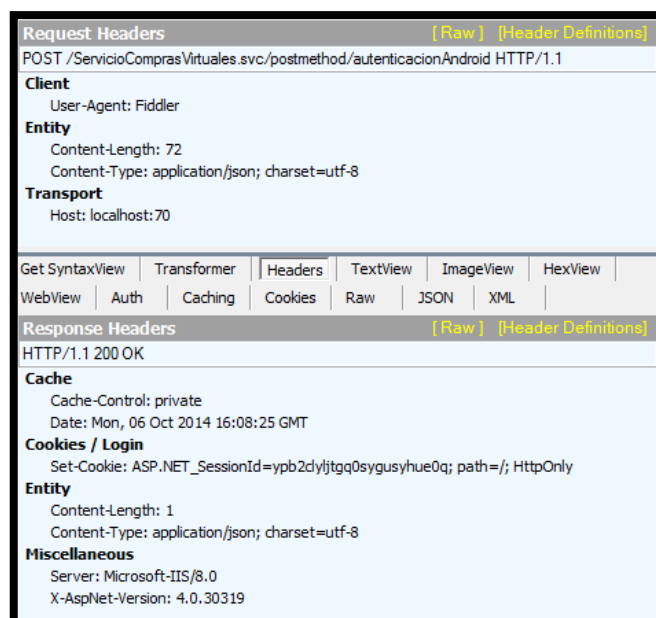 Request Headers [ Raw ] [Header Definitions]
POST /ServicioComprasVirtuales.svc/postmethod/autenticacionAndroid HTTP/1.1
Client
User-Agent: Fiddler
Entity
Content-Length: 72
Content-Type: application/json; charset=utf-8
Transport
Host: localhost:70
Get SyntaxView Transformer Headers TextView ImageView HexView
WebView Auth Caching Cookies Raw JSON XML
Response Headers [ Raw ] [Header Definitions]
HTTP/1.1 200 OK
Cache
Cache-Control: private
Date: Mon, 06 Oct 2014 16:08:25 GMT
Cookies / Login
Set-Cookie: ASP.NET_SessionId=ypb2clyljtgq0sygusyhue0q; path=/; HttpOnly
Entity
Content-Length: 1
Content-Type: application/json; charset=utf-8
Miscellaneous
Server: Microsoft-IIS/8.0
X-AspNet-Version: 4.0.30319